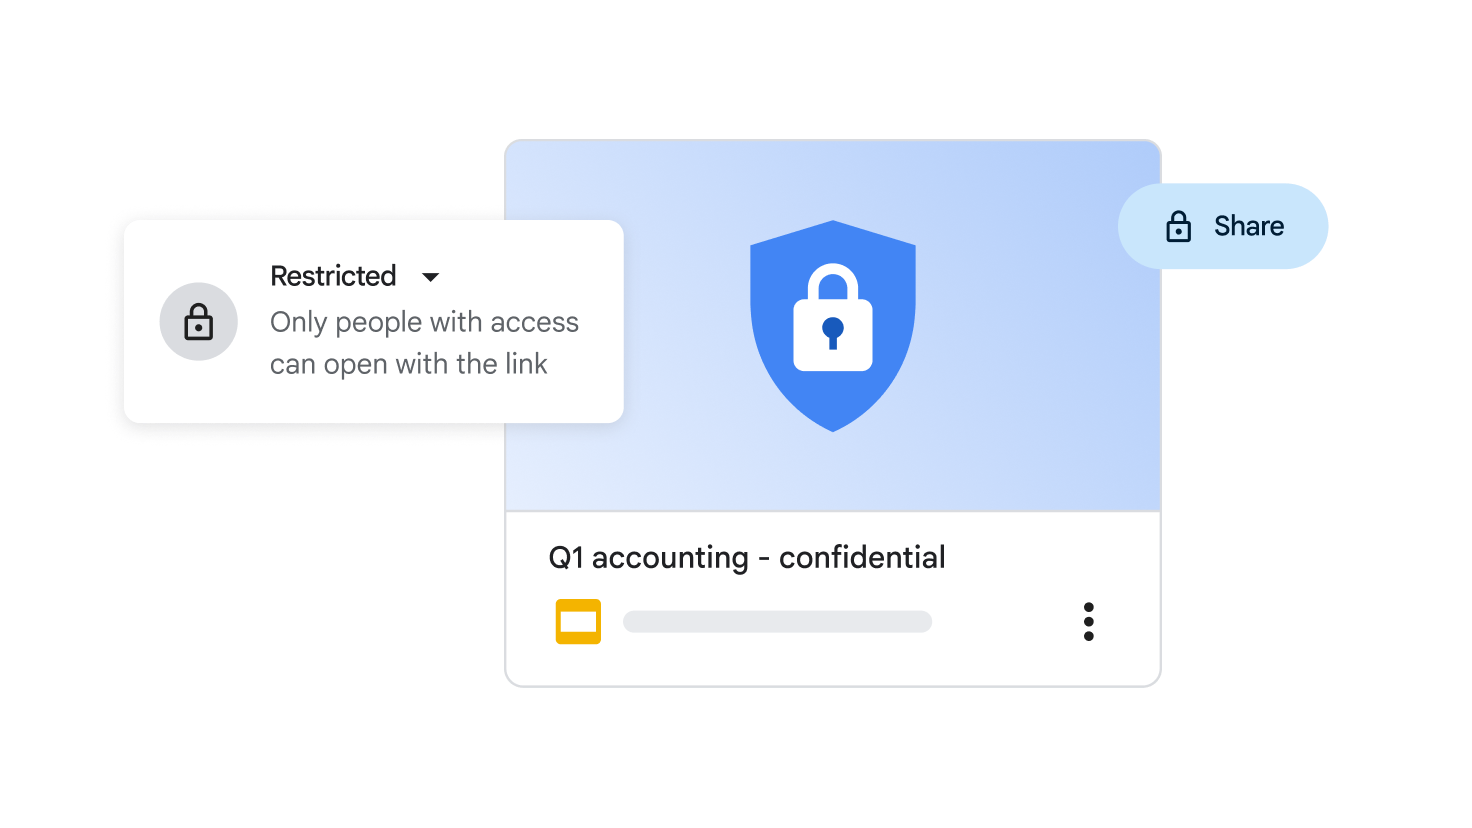 Restricted
Only people with access
can open with the link
Share
Q1 accounting - confidential